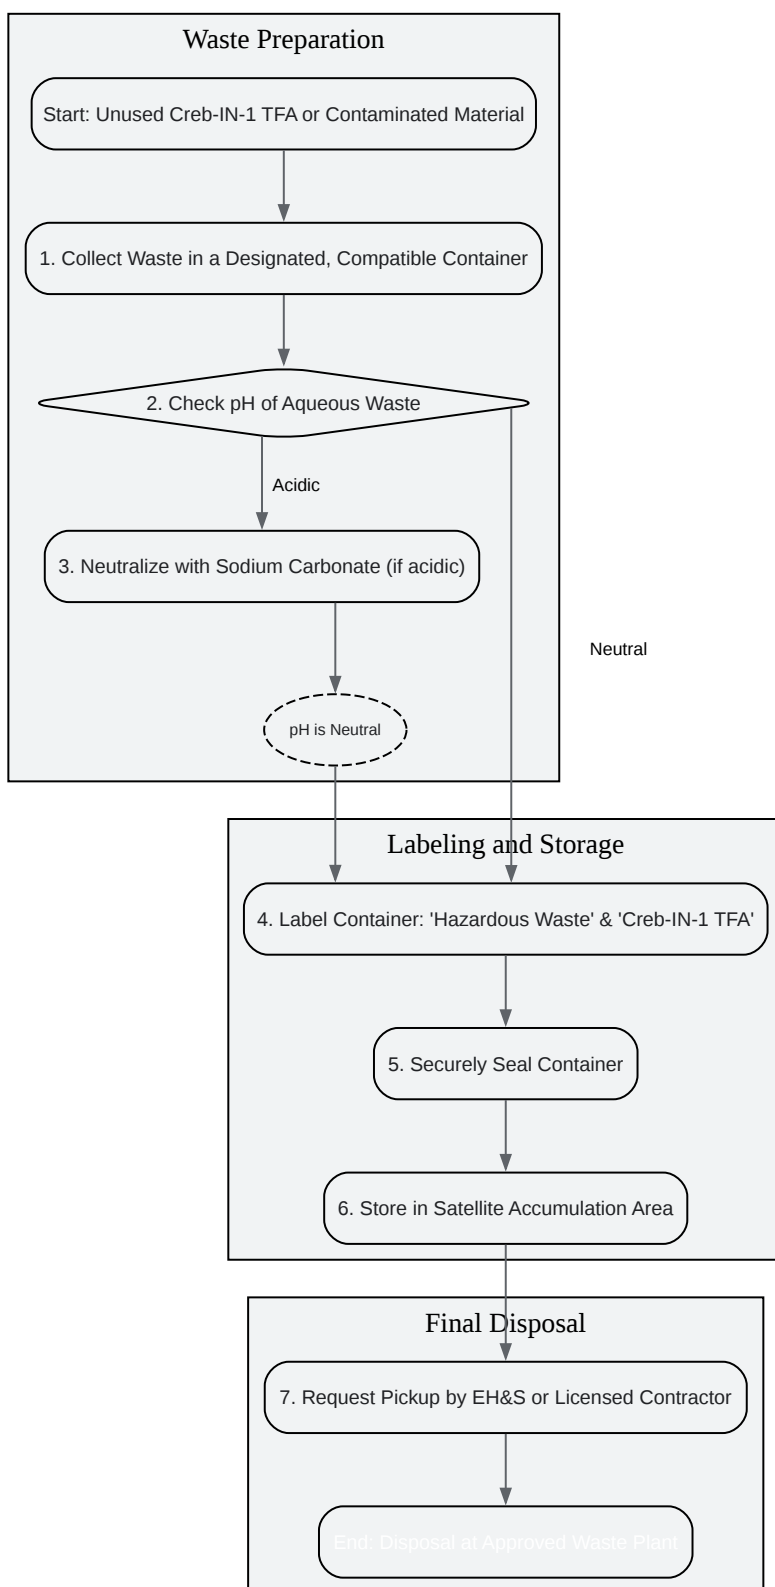 Waste Preparation
Start: Unused Creb-IN-1 TFA or Contaminated Material
1. Collect Waste in a Designated, Compatible Container
2. Check pH of Aqueous Waste
Acidic
3. Neutralize with Sodium Carbonate (if acidic)
Neutral
pH is Neutral
Labeling and Storage
4. Label Container: 'Hazardous Waste' & 'Creb-IN-1 TFA'
5. Securely Seal Container
6. Store in Satellite Accumulation Area
Final Disposal
7. Request Pickup by EH&S or Licensed Contractor
End: Disposal at Approved Waste Plant